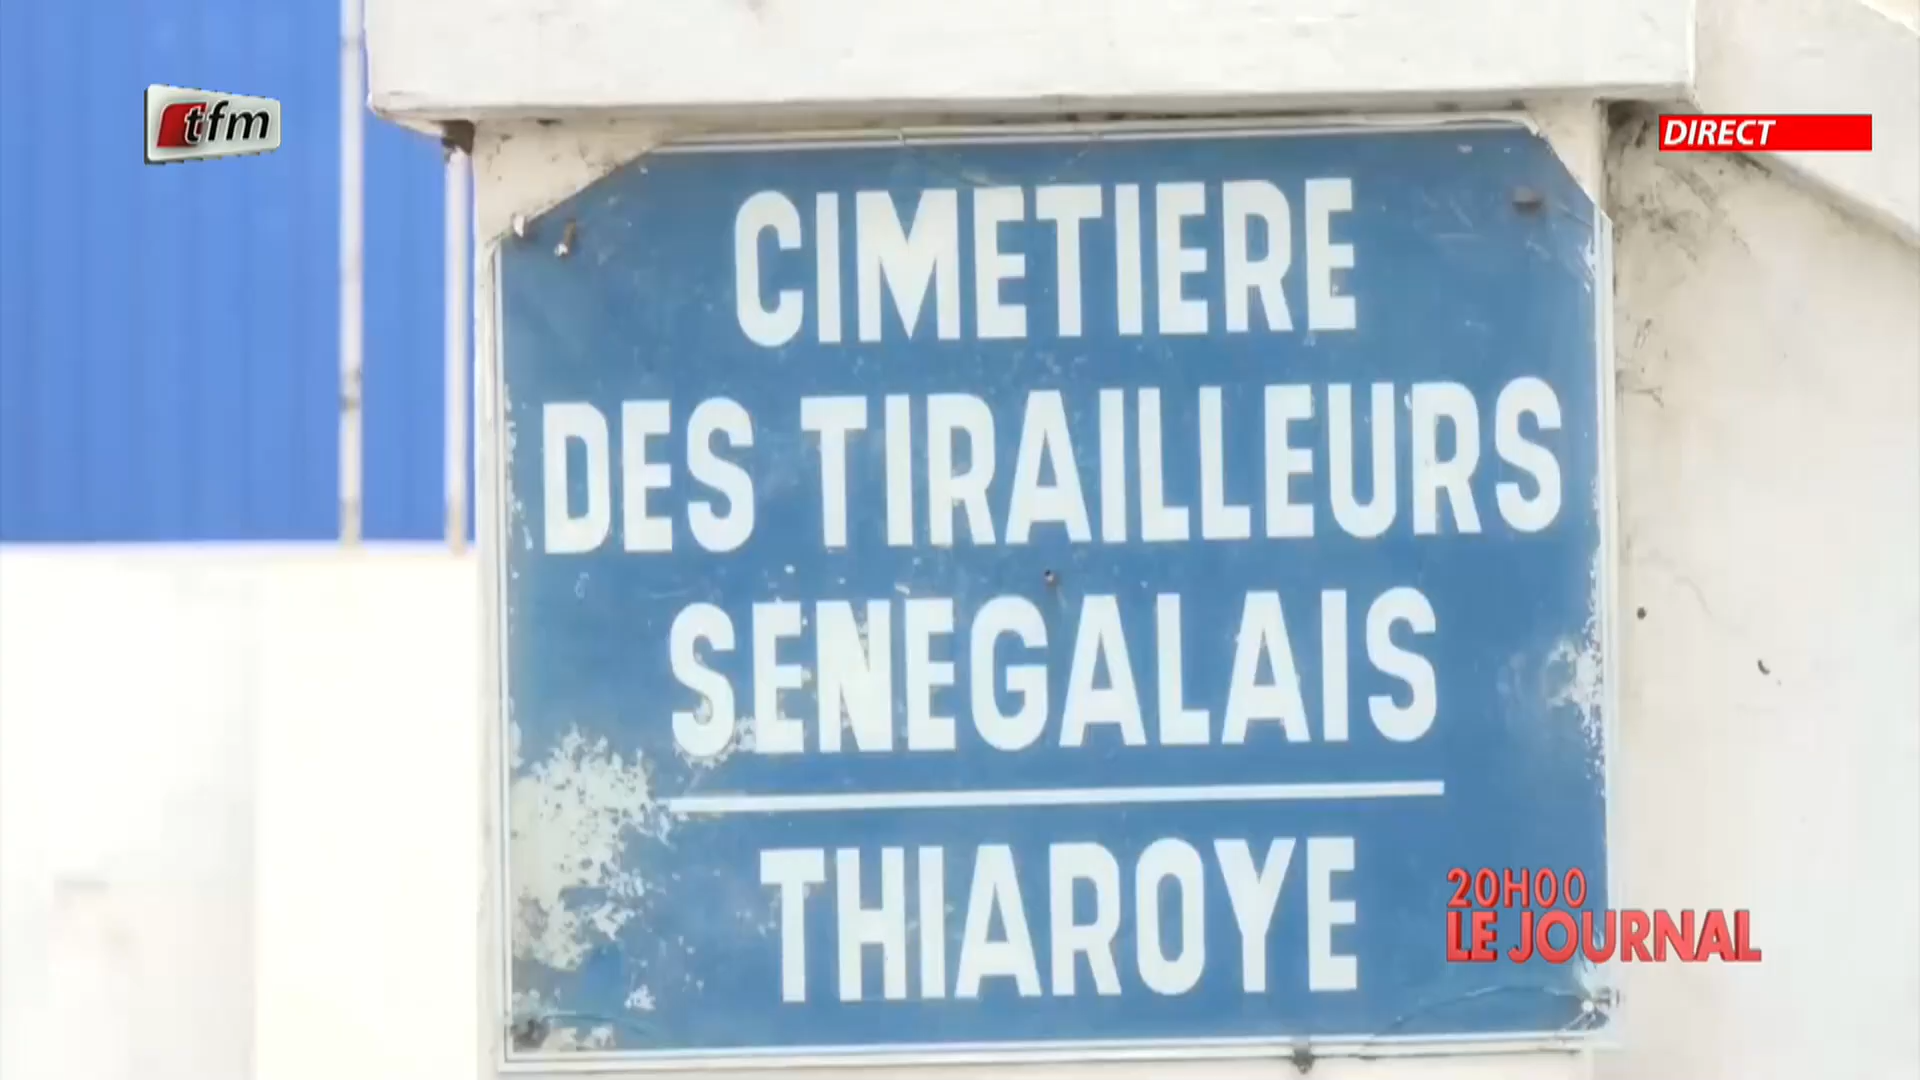 tfm
DIRECT
CIMETIERE
DES TIRAILLEURS
SENEGALAIS
THIAROYE
20H00
LE JOURNAL